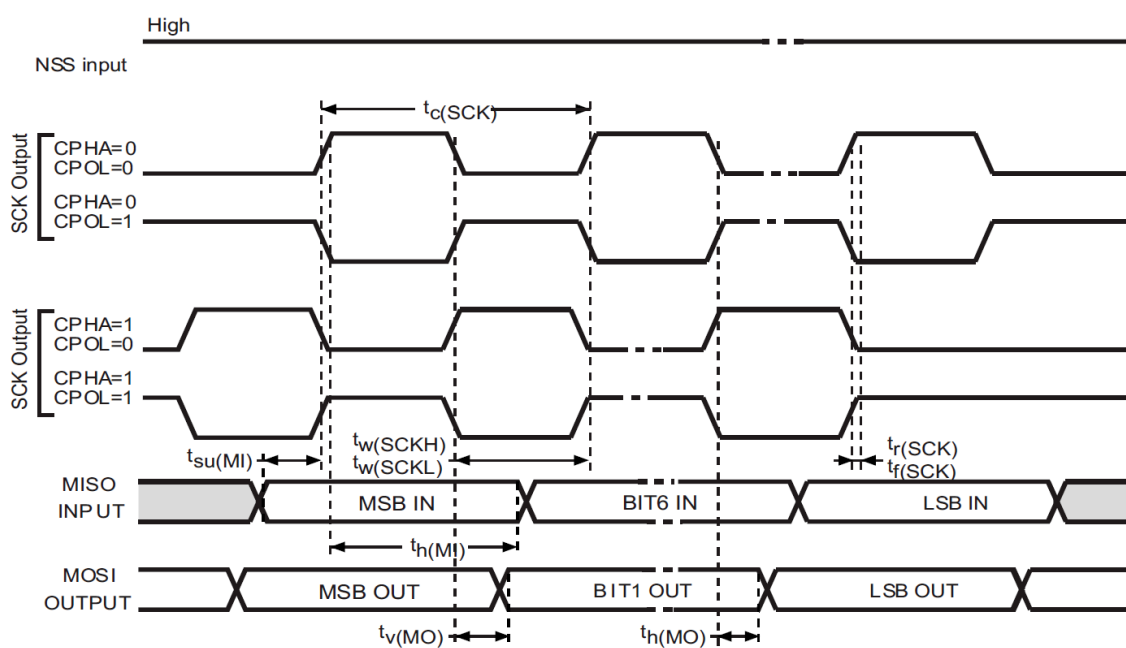 High
NSS input
tc(SCK)
SCK Output
CPHA=0
CPOL=0
CPHA=0
CPOL=1
SCK Output
CPHA=1
CPOL=0
CPHA=1
CPOL=1
tsu(MI)
tw(SCKH)
tw(SCKL)
tr(SCK)
tf(SCK)
MISO
INPUT
MSB IN
BIT6 IN
LSB IN
th(MI)
MOSI
OUTPUT
MSB OUT
BIT1 OUT
LSB OUT
tv(MO)
th(MO)